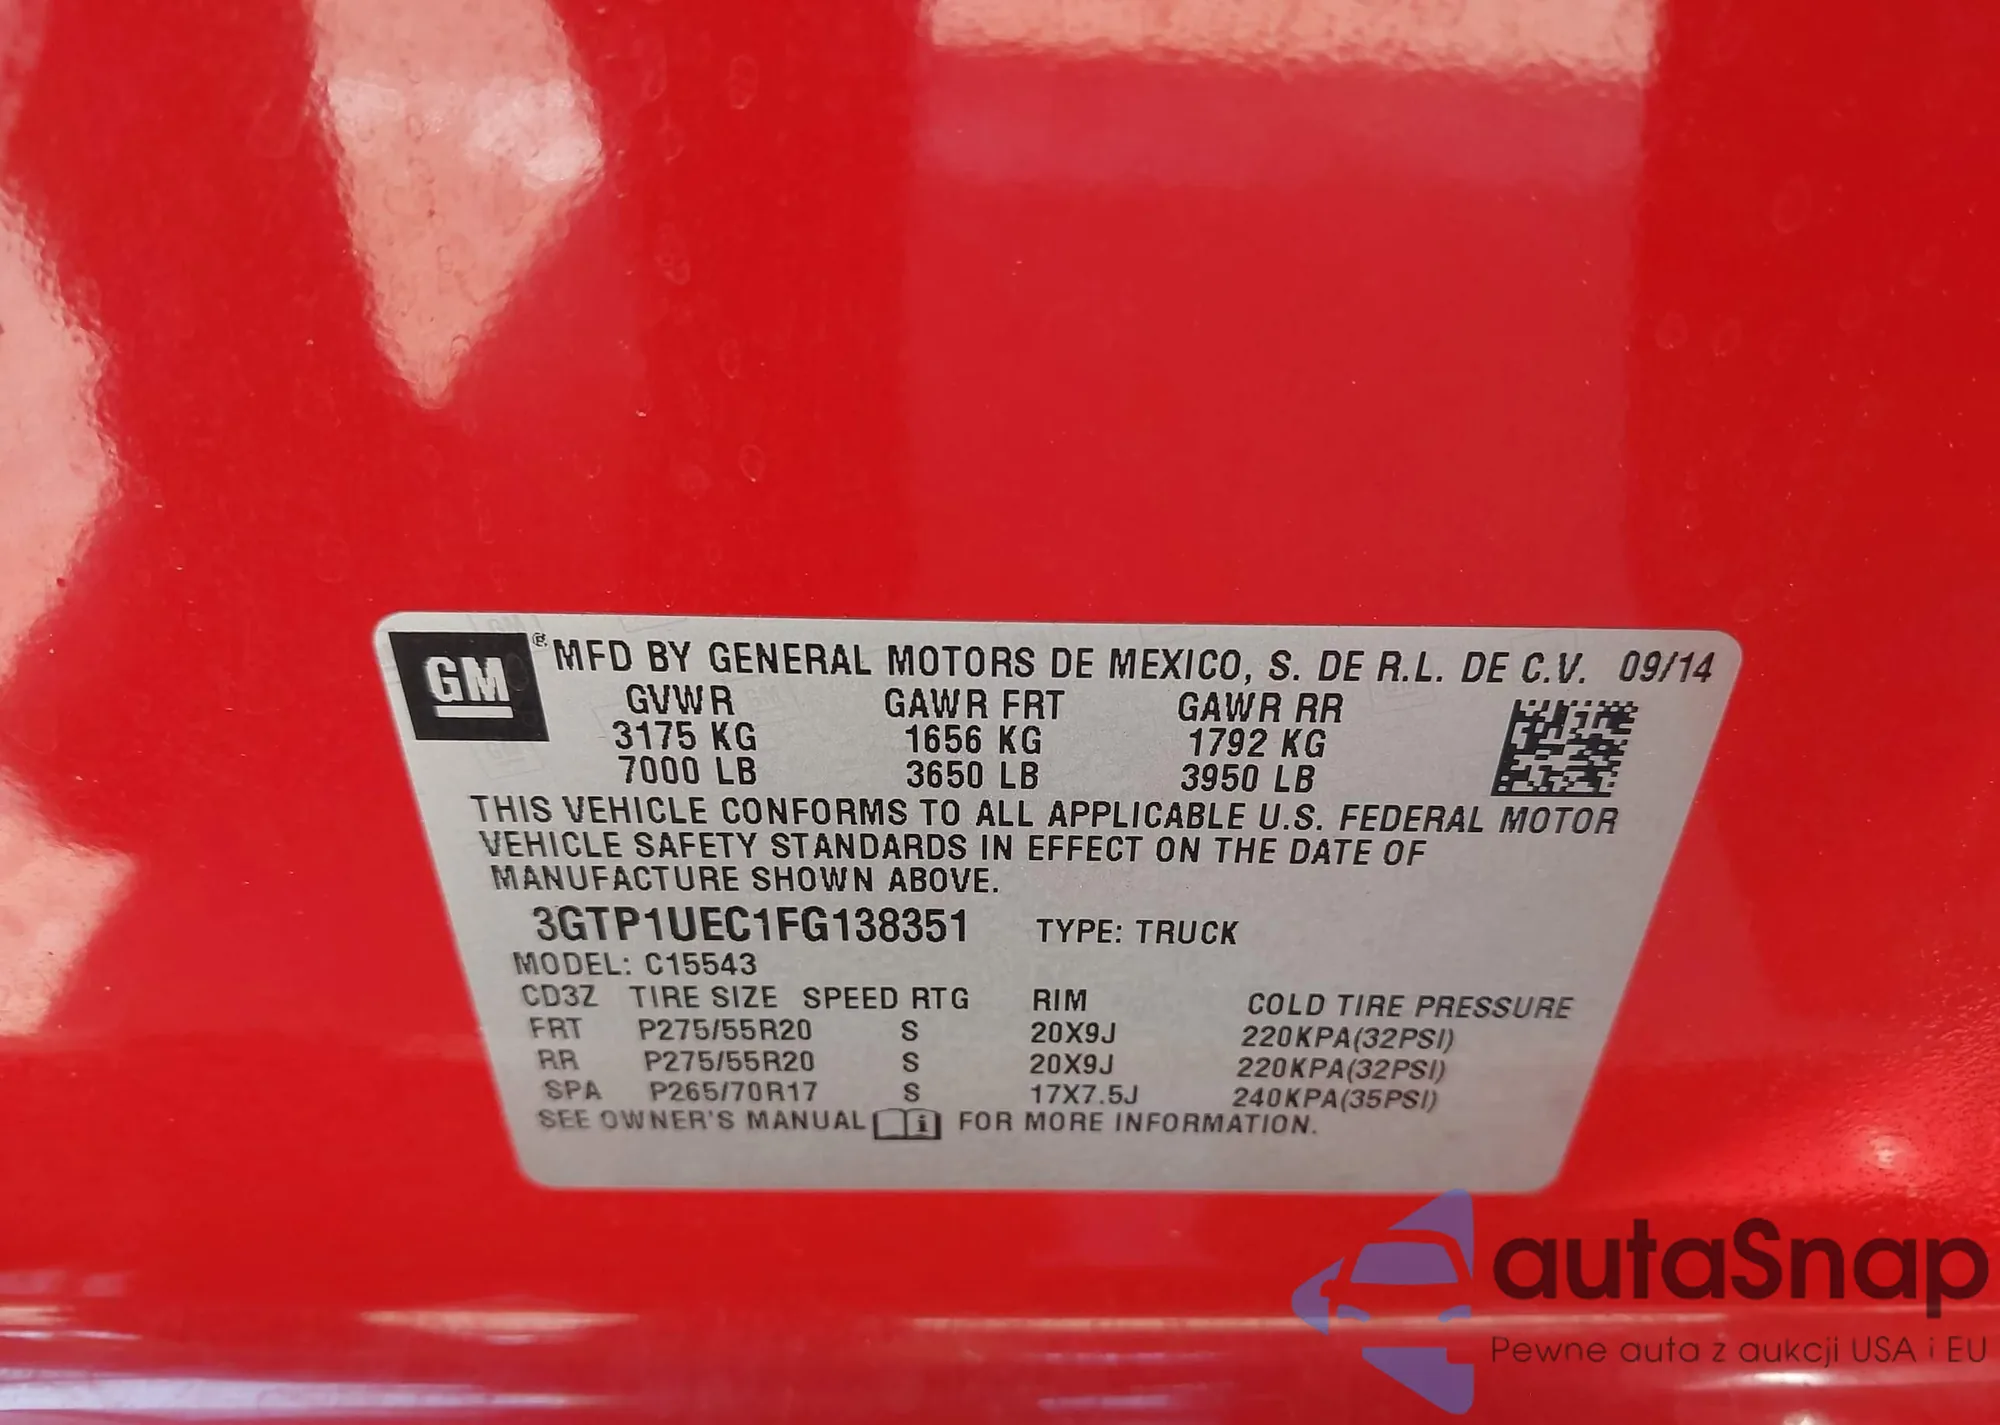 GM ® MFD BY GENERAL MOTORS DE MEXICO, S. DE R.L. DE C.V. 09/14
GVWR GAWR FRT GAWR RR
3175 KG 1656 KG 1792 KG
7000 LB 3650 LB 3950 LB
THIS VEHICLE CONFORMS TO ALL APPLICABLE U.S. FEDERAL MOTOR
VEHICLE SAFETY STANDARDS IN EFFECT ON THE DATE OF
MANUFACTURE SHOWN ABOVE.
3GTP1UEC1FG138351 TYPE: TRUCK
MODEL: C15543
CD3Z TIRE SIZE SPEED RTG RIM COLD TIRE PRESSURE
FRT P275/55R20 S 20X9J 220KPA(32PSI)
RR P275/55R20 S 20X9J 220KPA(32PSI)
SPA P265/70R17 S 17X7.5J 240KPA(35PSI)
SEE OWNER'S MANUAL i FOR MORE INFORMATION.
autaSnap
Pewne auta z aukcji USA i EU